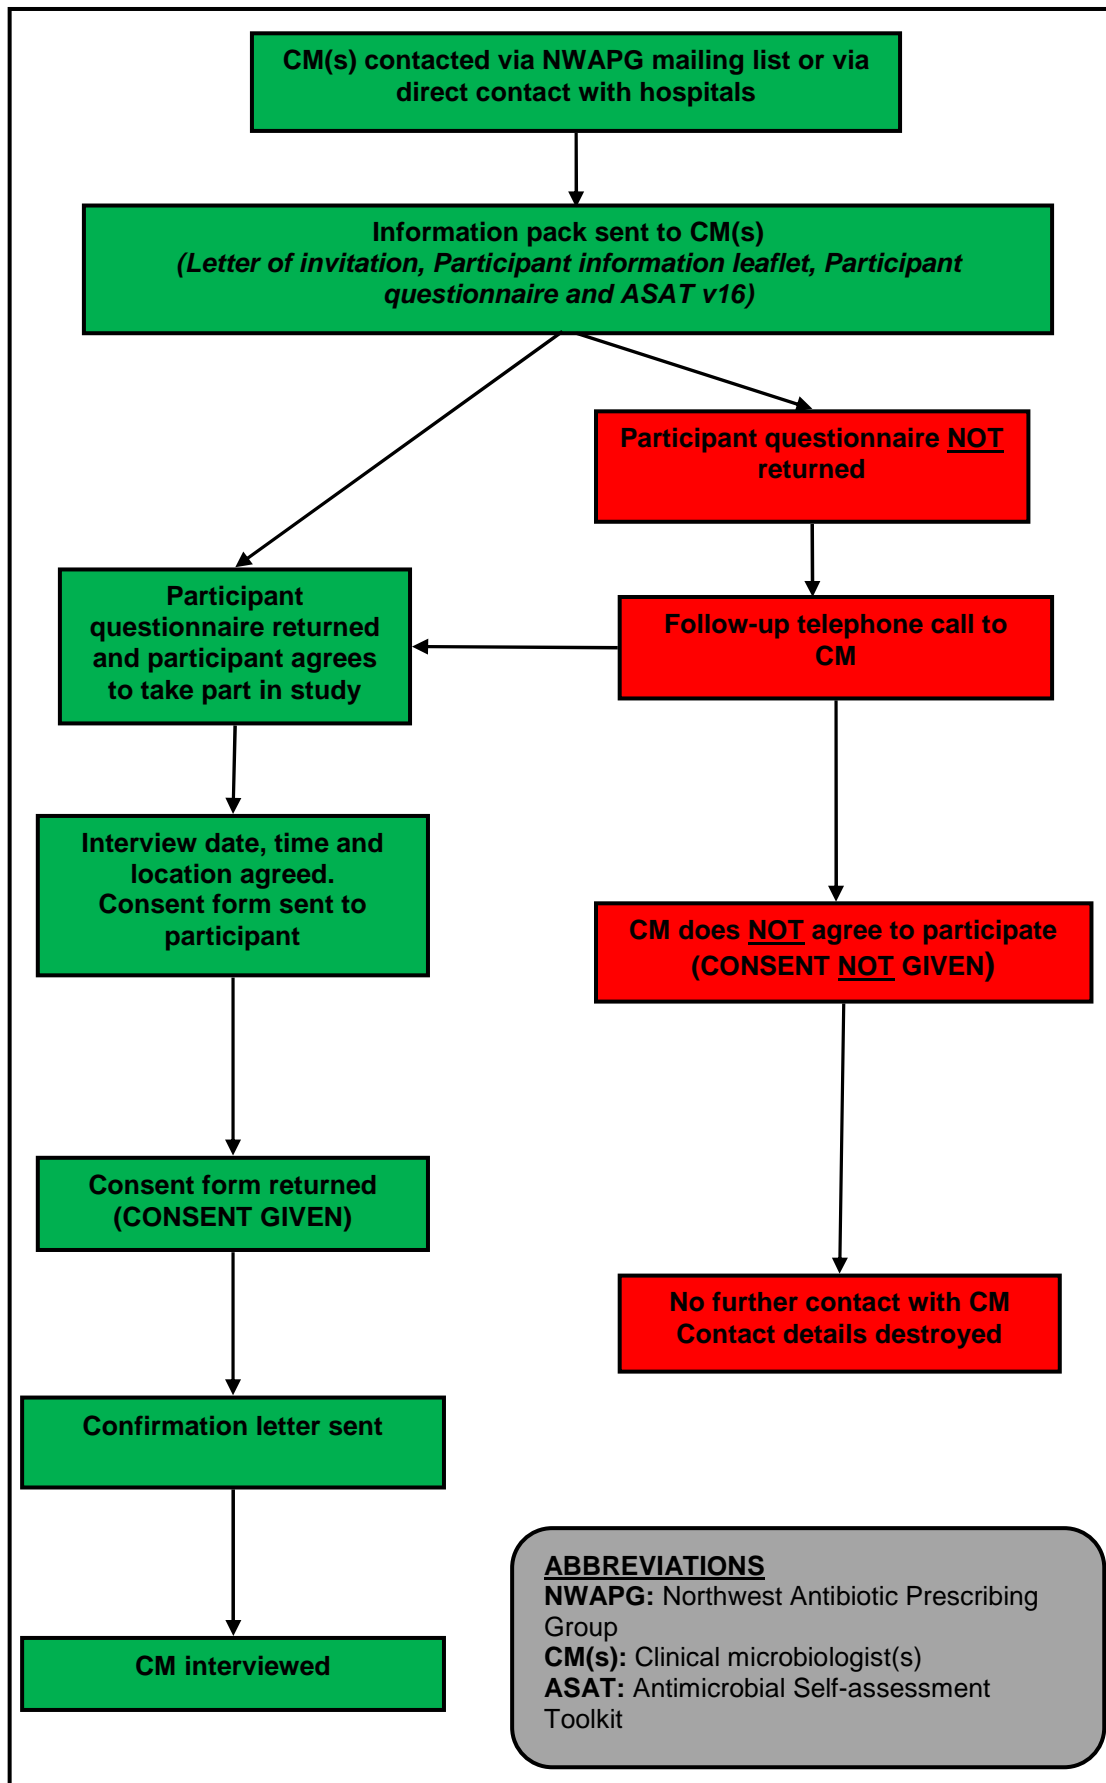 CM(s) contacted via NWAPG mailing list or via
direct contact with hospitals
Information pack sent to CM(s)
(Letter of invitation, Participant information leaflet, Participant
questionnaire and ASAT v16)
Participant questionnaire NOT
returned
Participant
questionnaire returned
and participant agrees
to take part in study
Follow-up telephone call to
CM
Interview date, time and
location agreed.
Consent form sent to
participant
CM does NOT agree to participate
(CONSENT NOT GIVEN)
Consent form returned
(CONSENT GIVEN)
No further contact with CM
Contact details destroyed
Confirmation letter sent
CM interviewed
ABBREVIATIONS
NWAPG: Northwest Antibiotic Prescribing
Group
CM(s): Clinical microbiologist(s)
ASAT: Antimicrobial Self-assessment
Toolkit